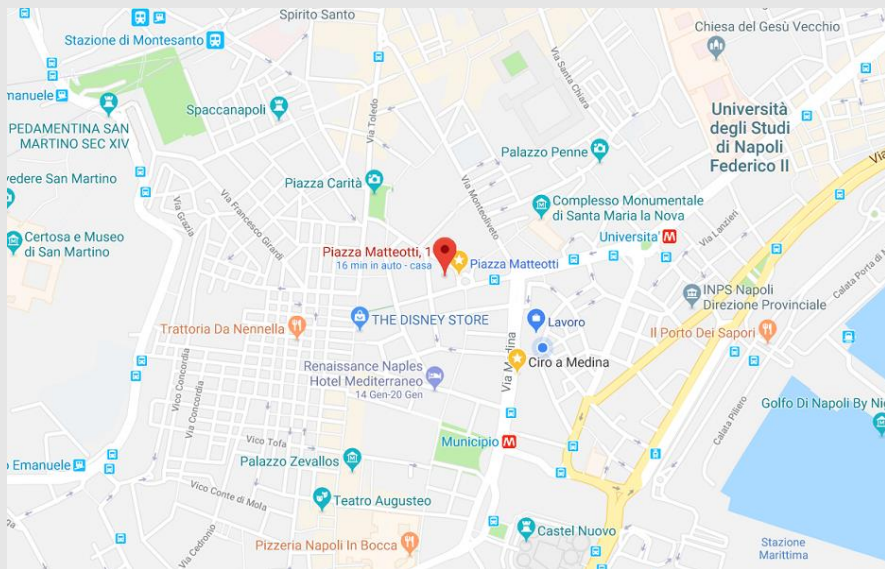 Spirito Santo
Stazione di Montesanto
Chiesa del Gesù Vecchio
manuele
Spaccanapoli
Via Toledo
Via Santa Chiara
PEDAMENTINA SAN
MARTINO SEC XIV
Università
degli Studi
di Napoli
Federico II
Palazzo Penne
Via
vedere San Martino
Piazza Carità
Via Monteoliveto
Via Grazia
Via Francesco Girardi
Complesso Monumentale
di Santa Maria la Nova
Certosa e Museo
di San Martino
Universita'
Via Lanzieri
Piazza Matteotti, 1
16 min in auto - casa
Piazza Matteotti
Calata Porta di M
INPS Napoli
Direzione Provinciale
THE DISNEY STORE
Lavoro
Trattoria Da Nennella
Il Porto Dei Sapori
Via Medina
Ciro a Medina
Renaissance Naples
Hotel Mediterraneo
14 Gen-20 Gen
Vico Concordia
Via Concordia
Golfo Di Napoli By Nic
Calata Piliero
Vico Tofa
Municipio
o Emanuele
Palazzo Zevallos
Vico Conte di Mola
Teatro Augusteo
Via Cedronio
Castel Nuovo
Pizzeria Napoli In Bocca
Stazione
Marittima